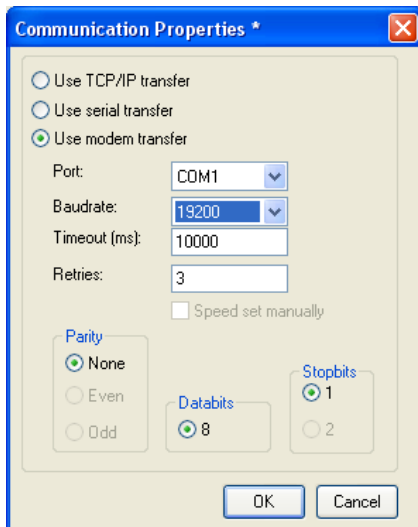 Communication Properties *
Use TCP/IP transfer
Use serial transfer
Use modem transfer
Port: COM1
Baudrate: 19200
Timeout (ms): 10000
Retries: 3
Speed set manually
Parity
None
Even
Odd
Databits
8
Stopbits
1
2
OK Cancel